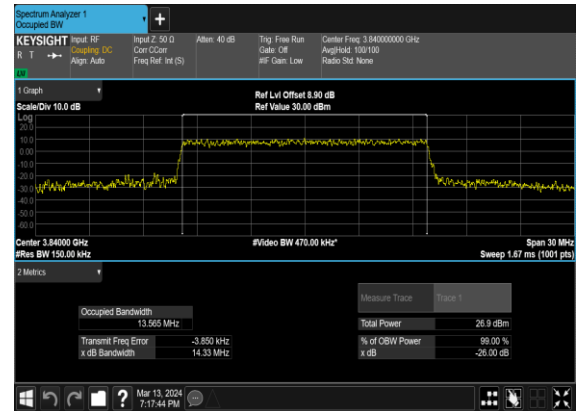 Spectrum Analyzer 1
Occupied BW
KEYSIGHT
R T
Input: RF
Coupling: DC
Align: Auto
Input Z: 50 Ω
Corr CCorr
Freq Ref: Int (S)
Atten: 40 dB
Trig: Free Run
Gate: Off
#IF Gain: Low
Center Freq: 3.840000000 GHz
Avg|Hold: 100/100
Radio Std: None
1 Graph
Scale/Div 10.0 dB
Ref Lvl Offset 8.90 dB
Ref Value 30.00 dBm
Log
20.0
10.0
0.00
-10.0
-20.0
-30.0
-40.0
-50.0
-60.0
Center 3.84000 GHz
#Res BW 150.00 kHz
#Video BW 470.00 kHz*
Span 30 MHz
Sweep 1.67 ms (1001 pts)
2 Metrics
Measure Trace
Trace 1
Occupied Bandwidth
13.565 MHz
Total Power
26.9 dBm
Transmit Freq Error
-3.850 kHz
% of OBW Power
99.00 %
x dB Bandwidth
14.33 MHz
x dB
-26.00 dB
?
Mar 13, 2024
7:17:44 PM